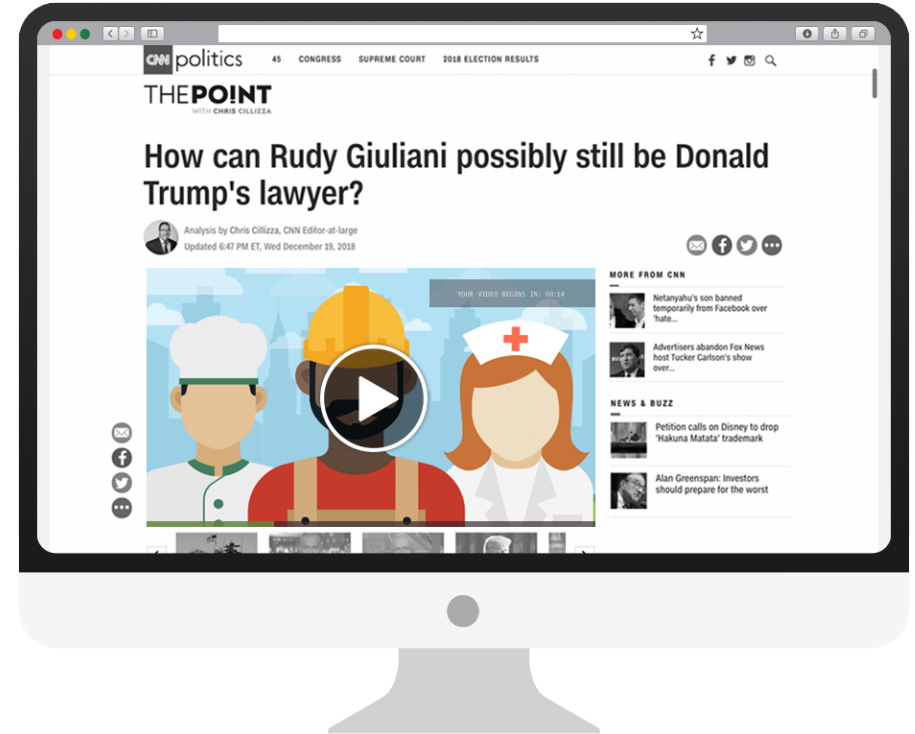 CNN politics 45 CONGRESS SUPREME COURT 2018 ELECTION RESULTS
THEPO!NT
WITH CHRIS CILLIZZA
How can Rudy Giuliani possibly still be Donald
Trump's lawyer?
Analysis by Chris Cillizza, CNN Editor-at-large
Updated 6:47 PM ET, Wed December 19, 2018
YOUR VIDEO BEGINS IN: 00:14
MORE FROM CNN
Netanyahu's son banned
temporarily from Facebook over
'hate...
Advertisers abandon Fox News
host Tucker Carlson's show
over...
NEWS & BUZZ
Petition calls on Disney to drop
'Hakuna Matata' trademark
Alan Greenspan: Investors
should prepare for the worst